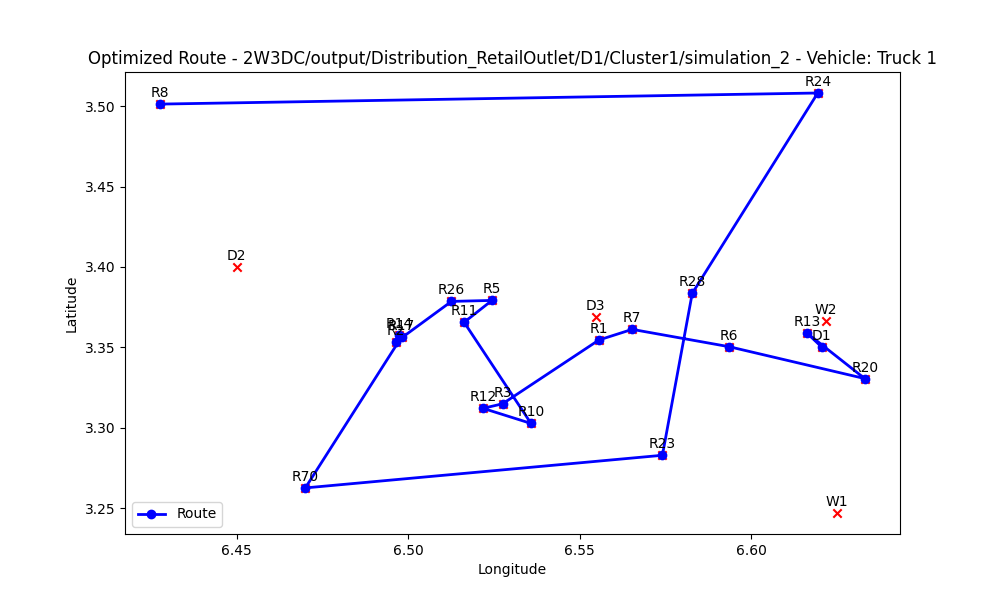 Optimized Route - 2W3DC/output/Distribution_RetailOutlet/D1/Cluster1/simulation_2 - Vehicle: Truck 1
R8
R24
3.50
3.45
D2
3.40
R28
R26
R5
D3
R11
W2
R13
R1
R7
D1
R6
3.35
R20
R12
R3
R10
3.30
R23
R70
3.25
W1
Route
6.45
6.50
6.55
6.60
Longitude
Latitude